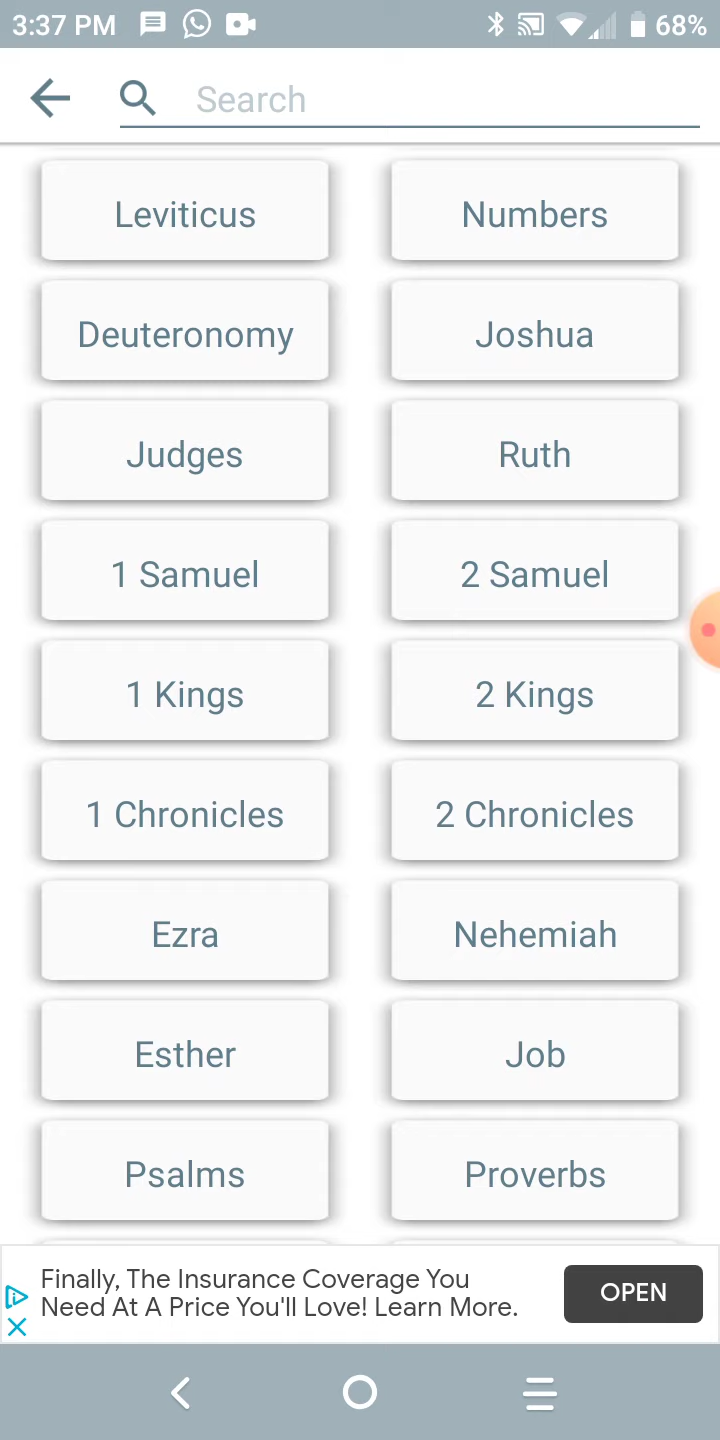 3:37 PM 68%
Search
Leviticus Numbers
Deuteronomy Joshua
Judges Ruth
1 Samuel 2 Samuel
1 Kings 2 Kings
1 Chronicles 2 Chronicles
Ezra Nehemiah
Esther Job
Psalms Proverbs
Finally, The Insurance Coverage You
Need At A Price You'll Love! Learn More.
OPEN